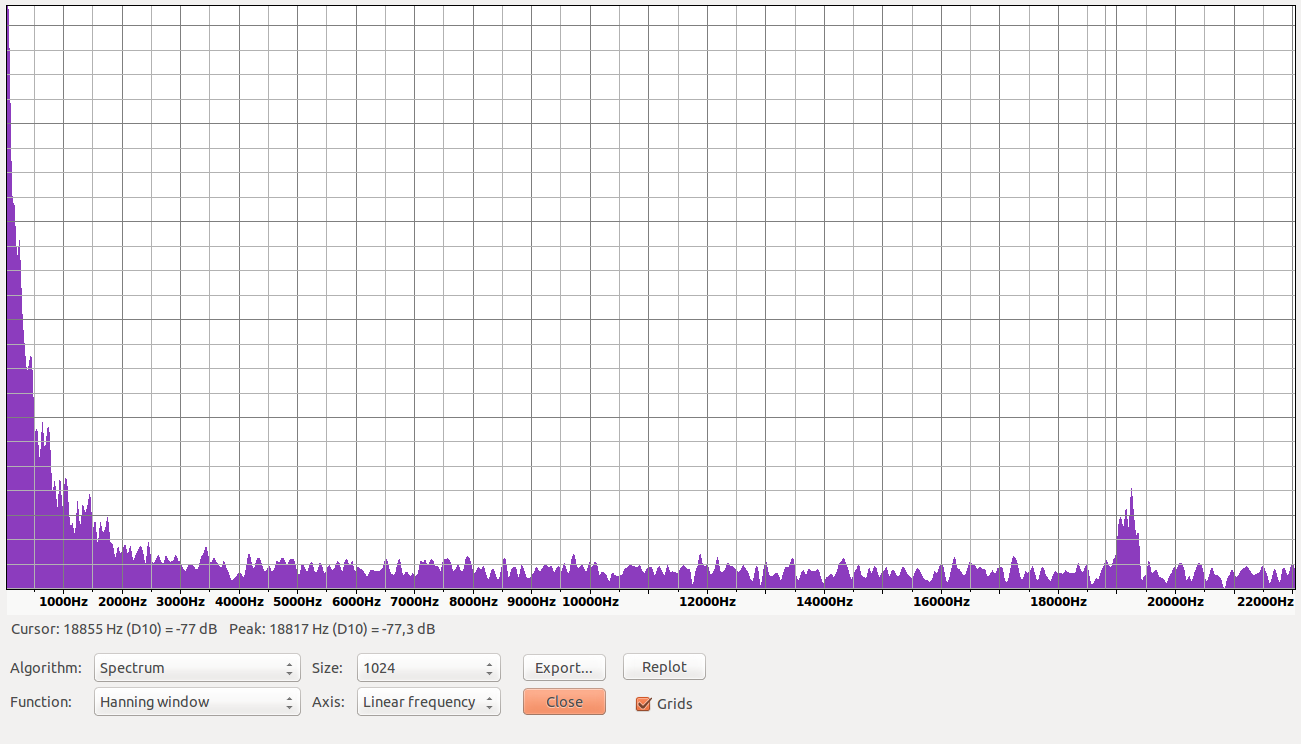 1000Hz 2000Hz 3000Hz 4000Hz 5000Hz 6000Hz 7000Hz 8000Hz 9000Hz 10000Hz 12000Hz 14000Hz 16000Hz 18000Hz 20000Hz 22000Hz
Cursor: 18855 Hz (D10) = -77 dB Peak: 18817 Hz (D10) = -77,3 dB
Algorithm: Spectrum Size: 1024 Export... Replot
Function: Hanning window Axis: Linear frequency Close Grids